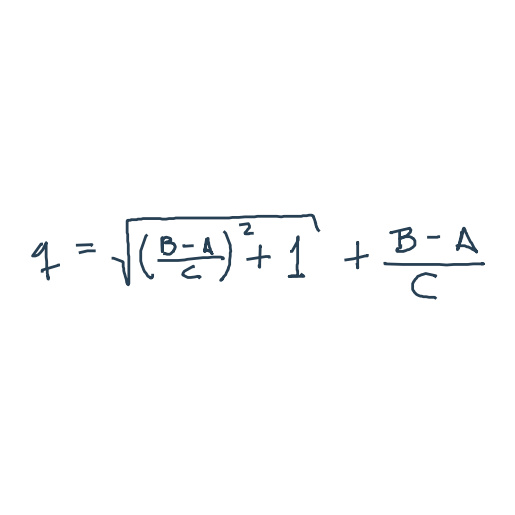 q = √((B-A)/C)² + 1) + (B-A)/C